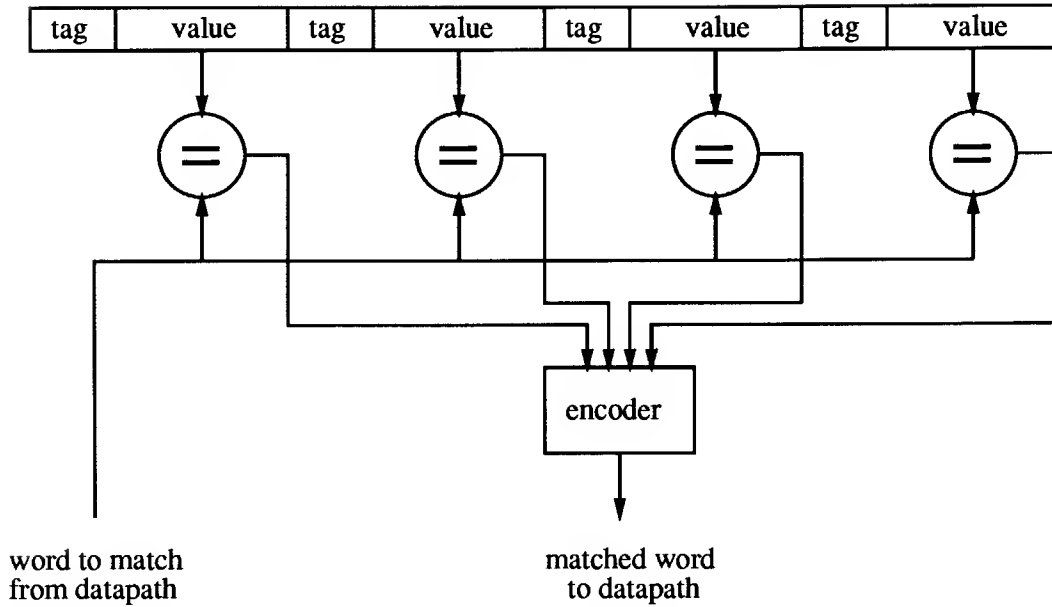 tag value tag value tag value tag value
= = = =
encoder
word to match
from datapath
matched word
to datapath